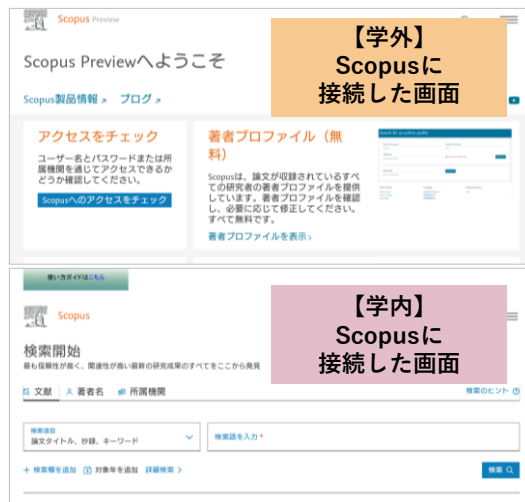 Scopus Preview
【学外】
Scopusに
接続した画面
Scopus Previewへようこそ
Scopus製品情報 ブログ
アクセスをチェック
ユーザー名とパスワードまたは所
属機関を通じてアクセスできるか
どうか確認してください。
Scopusへのアクセスをチェック
著者プロファイル（無
料）
Scopusは、論文が収録されているすべ
ての研究者の著者プロファイルを提供
しています。著者プロファイルを確認
し、必要に応じて修正してください。
すべて無料です。
著者プロファイルを表示
Search for an author profile
使い方ガイドはこちら
Scopus
【学内】
Scopusに
接続した画面
検索開始
最も信頼性が高く、関連性が高い最新の研究成果のすべてをここから発見
文献 著者名 所属機関
検索のヒント
検索項目
論文タイトル、抄録、キーワード
検索語を入力 *
+ 検索欄を追加 対象年を追加 詳細検索
検索